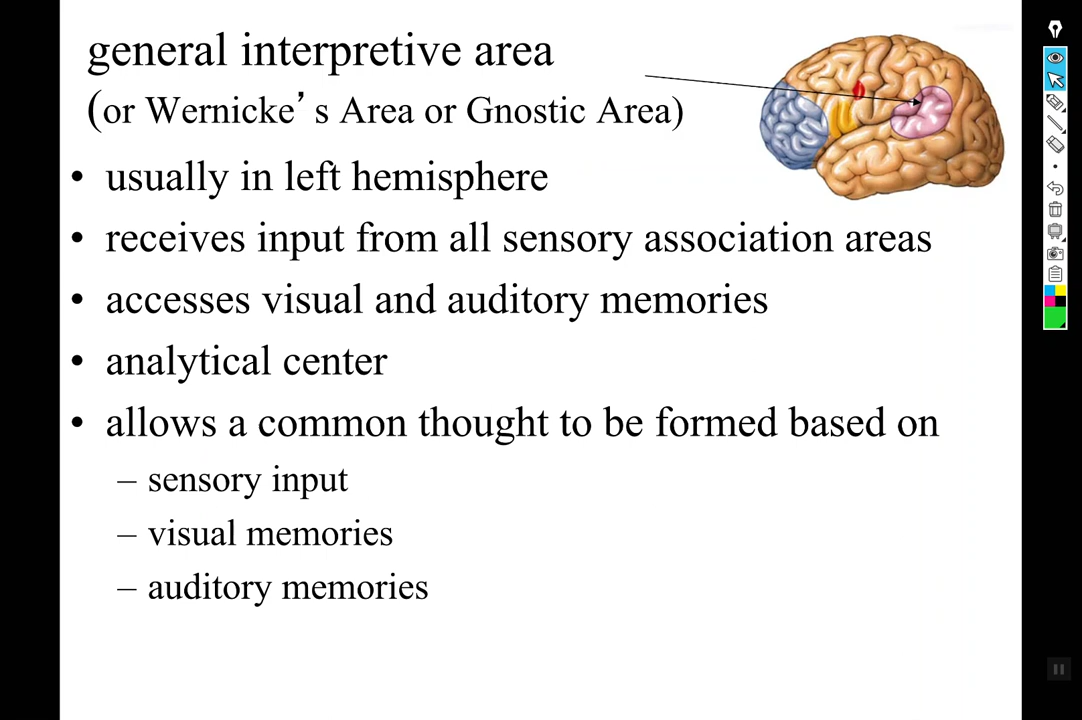 general interpretive area
(or Wernicke’s Area or Gnostic Area)
• usually in left hemisphere
• receives input from all sensory association areas
• accesses visual and auditory memories
• analytical center
• allows a common thought to be formed based on
– sensory input
– visual memories
– auditory memories